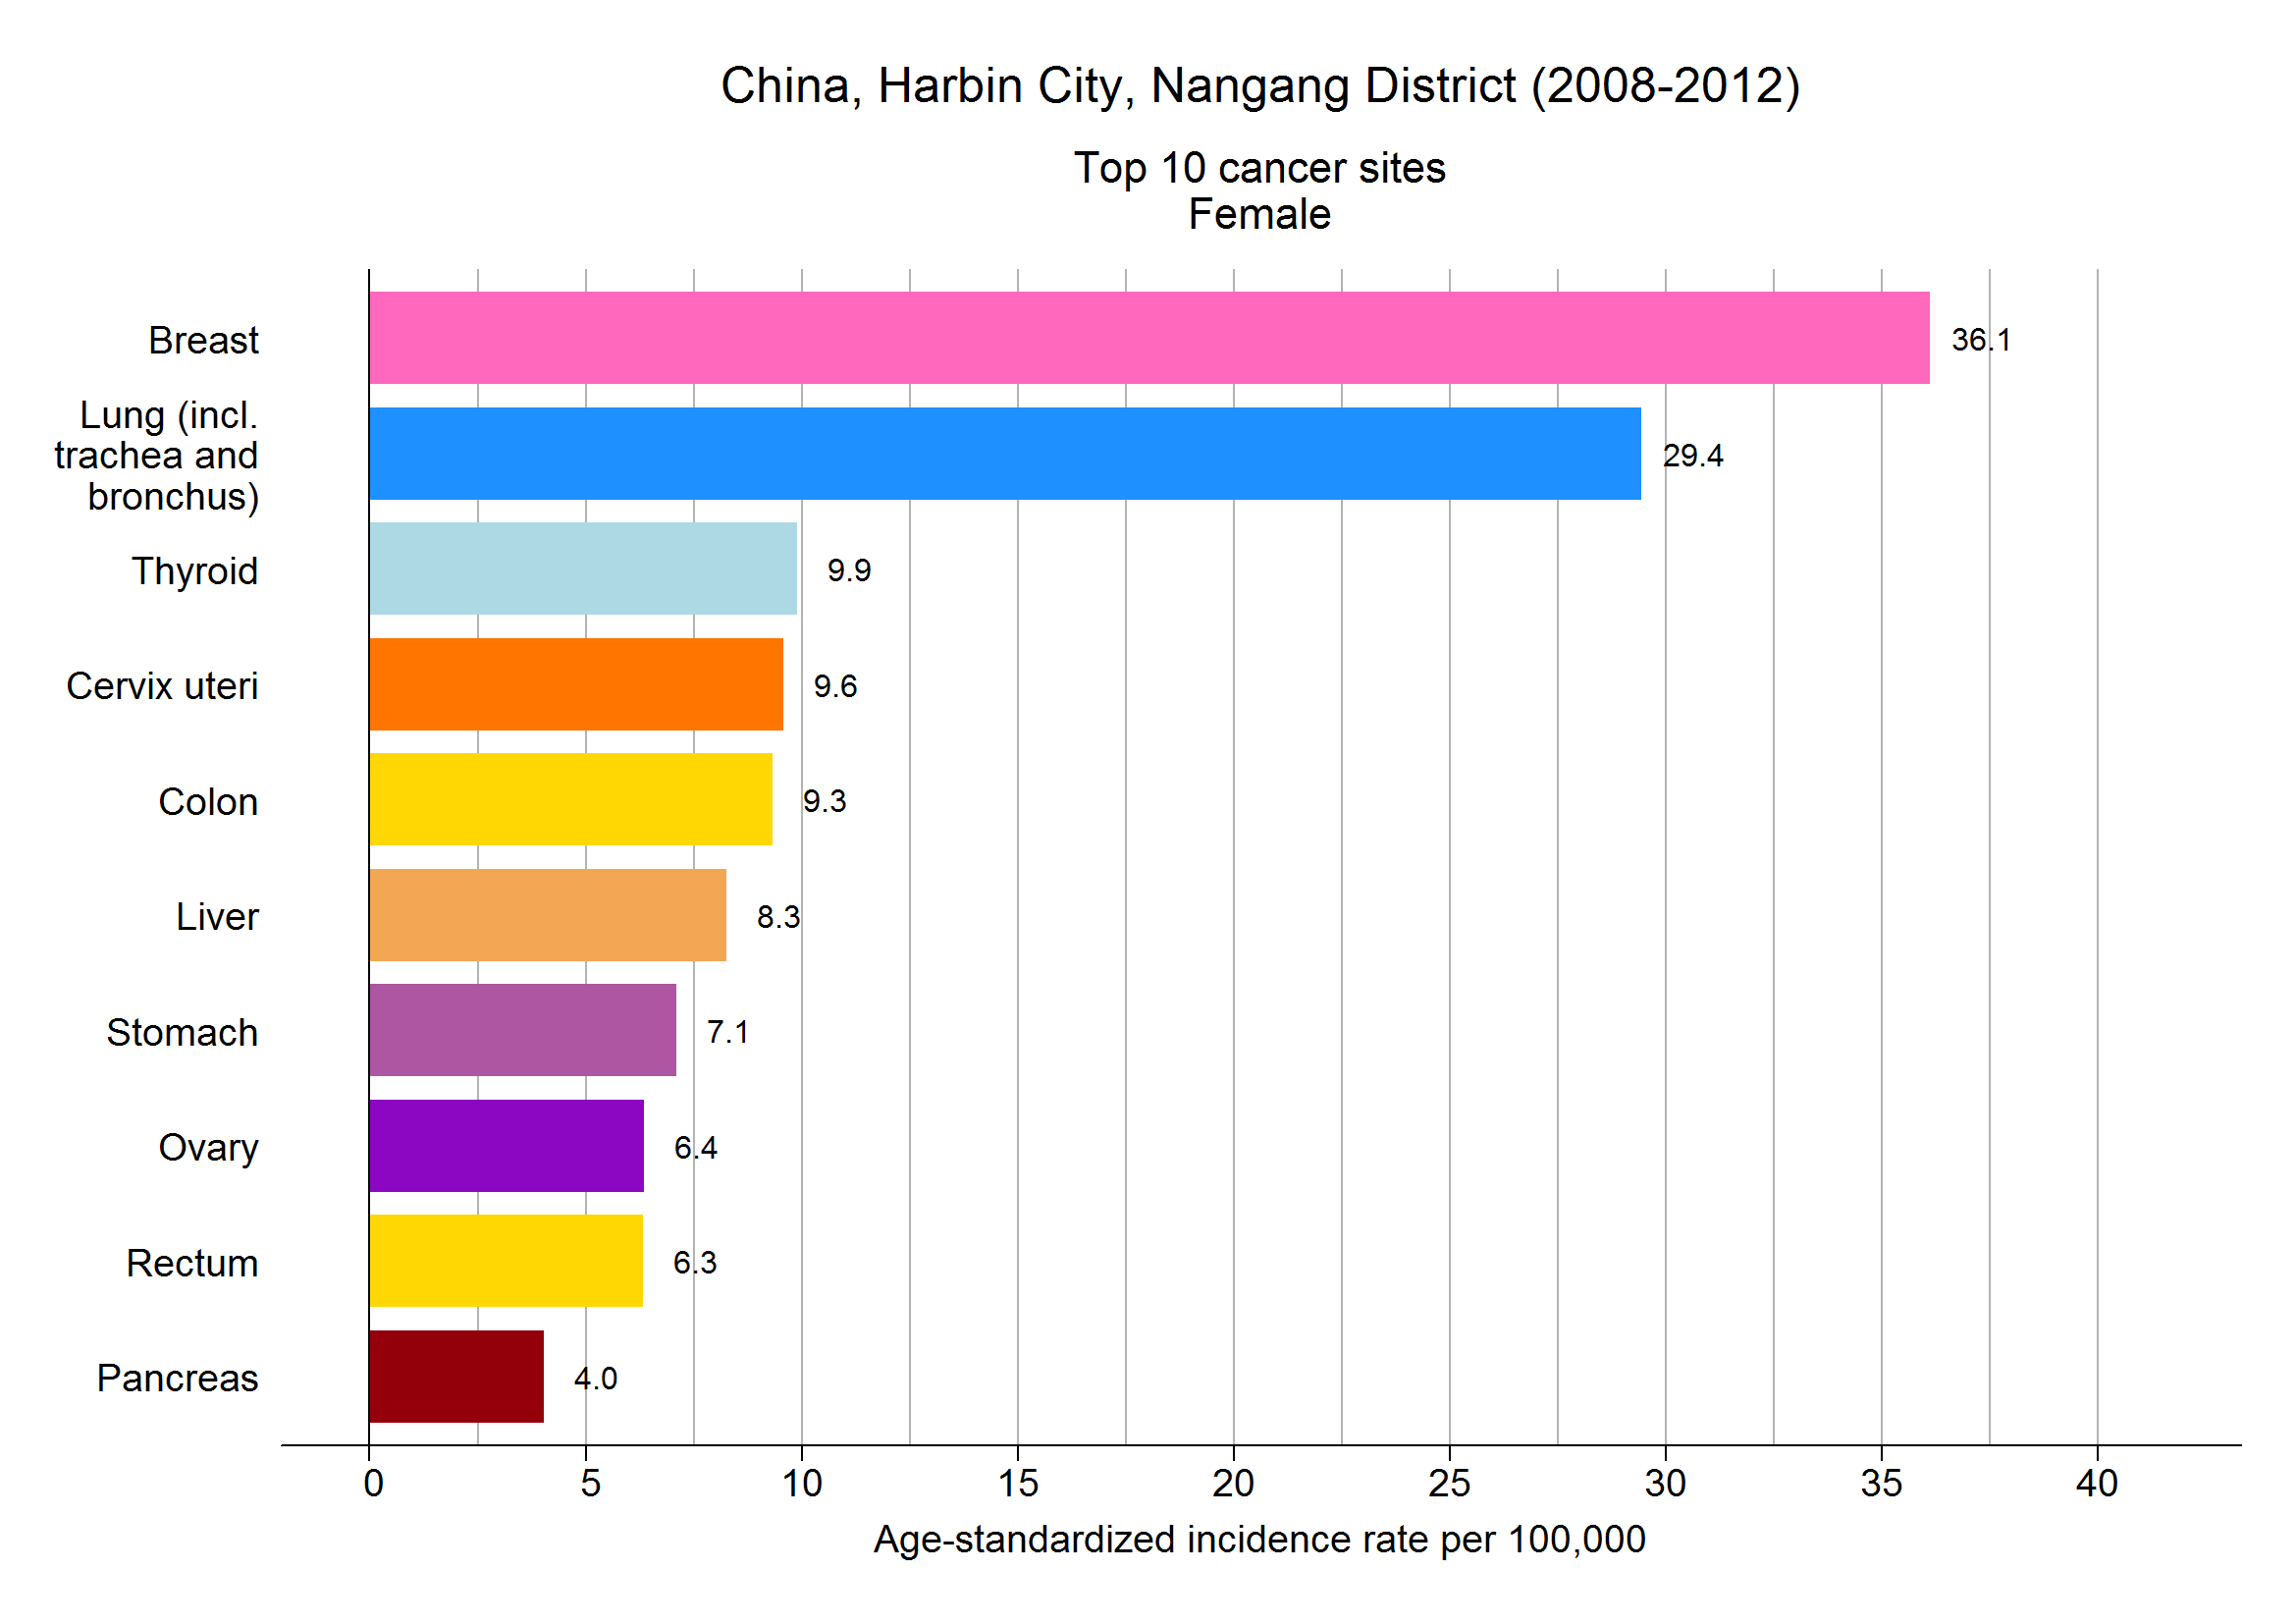 China, Harbin City, Nangang District (2008-2012)
Top 10 cancer sites
Female
Breast
36.1
Lung (incl.
trachea and
bronchus)
29.4
Thyroid
9.9
Cervix uteri
9.6
Colon
9.3
Liver
8.3
Stomach
7.1
Ovary
6.4
Rectum
6.3
Pancreas
4.0
0 5 10 15 20 25 30 35 40
Age-standardized incidence rate per 100,000